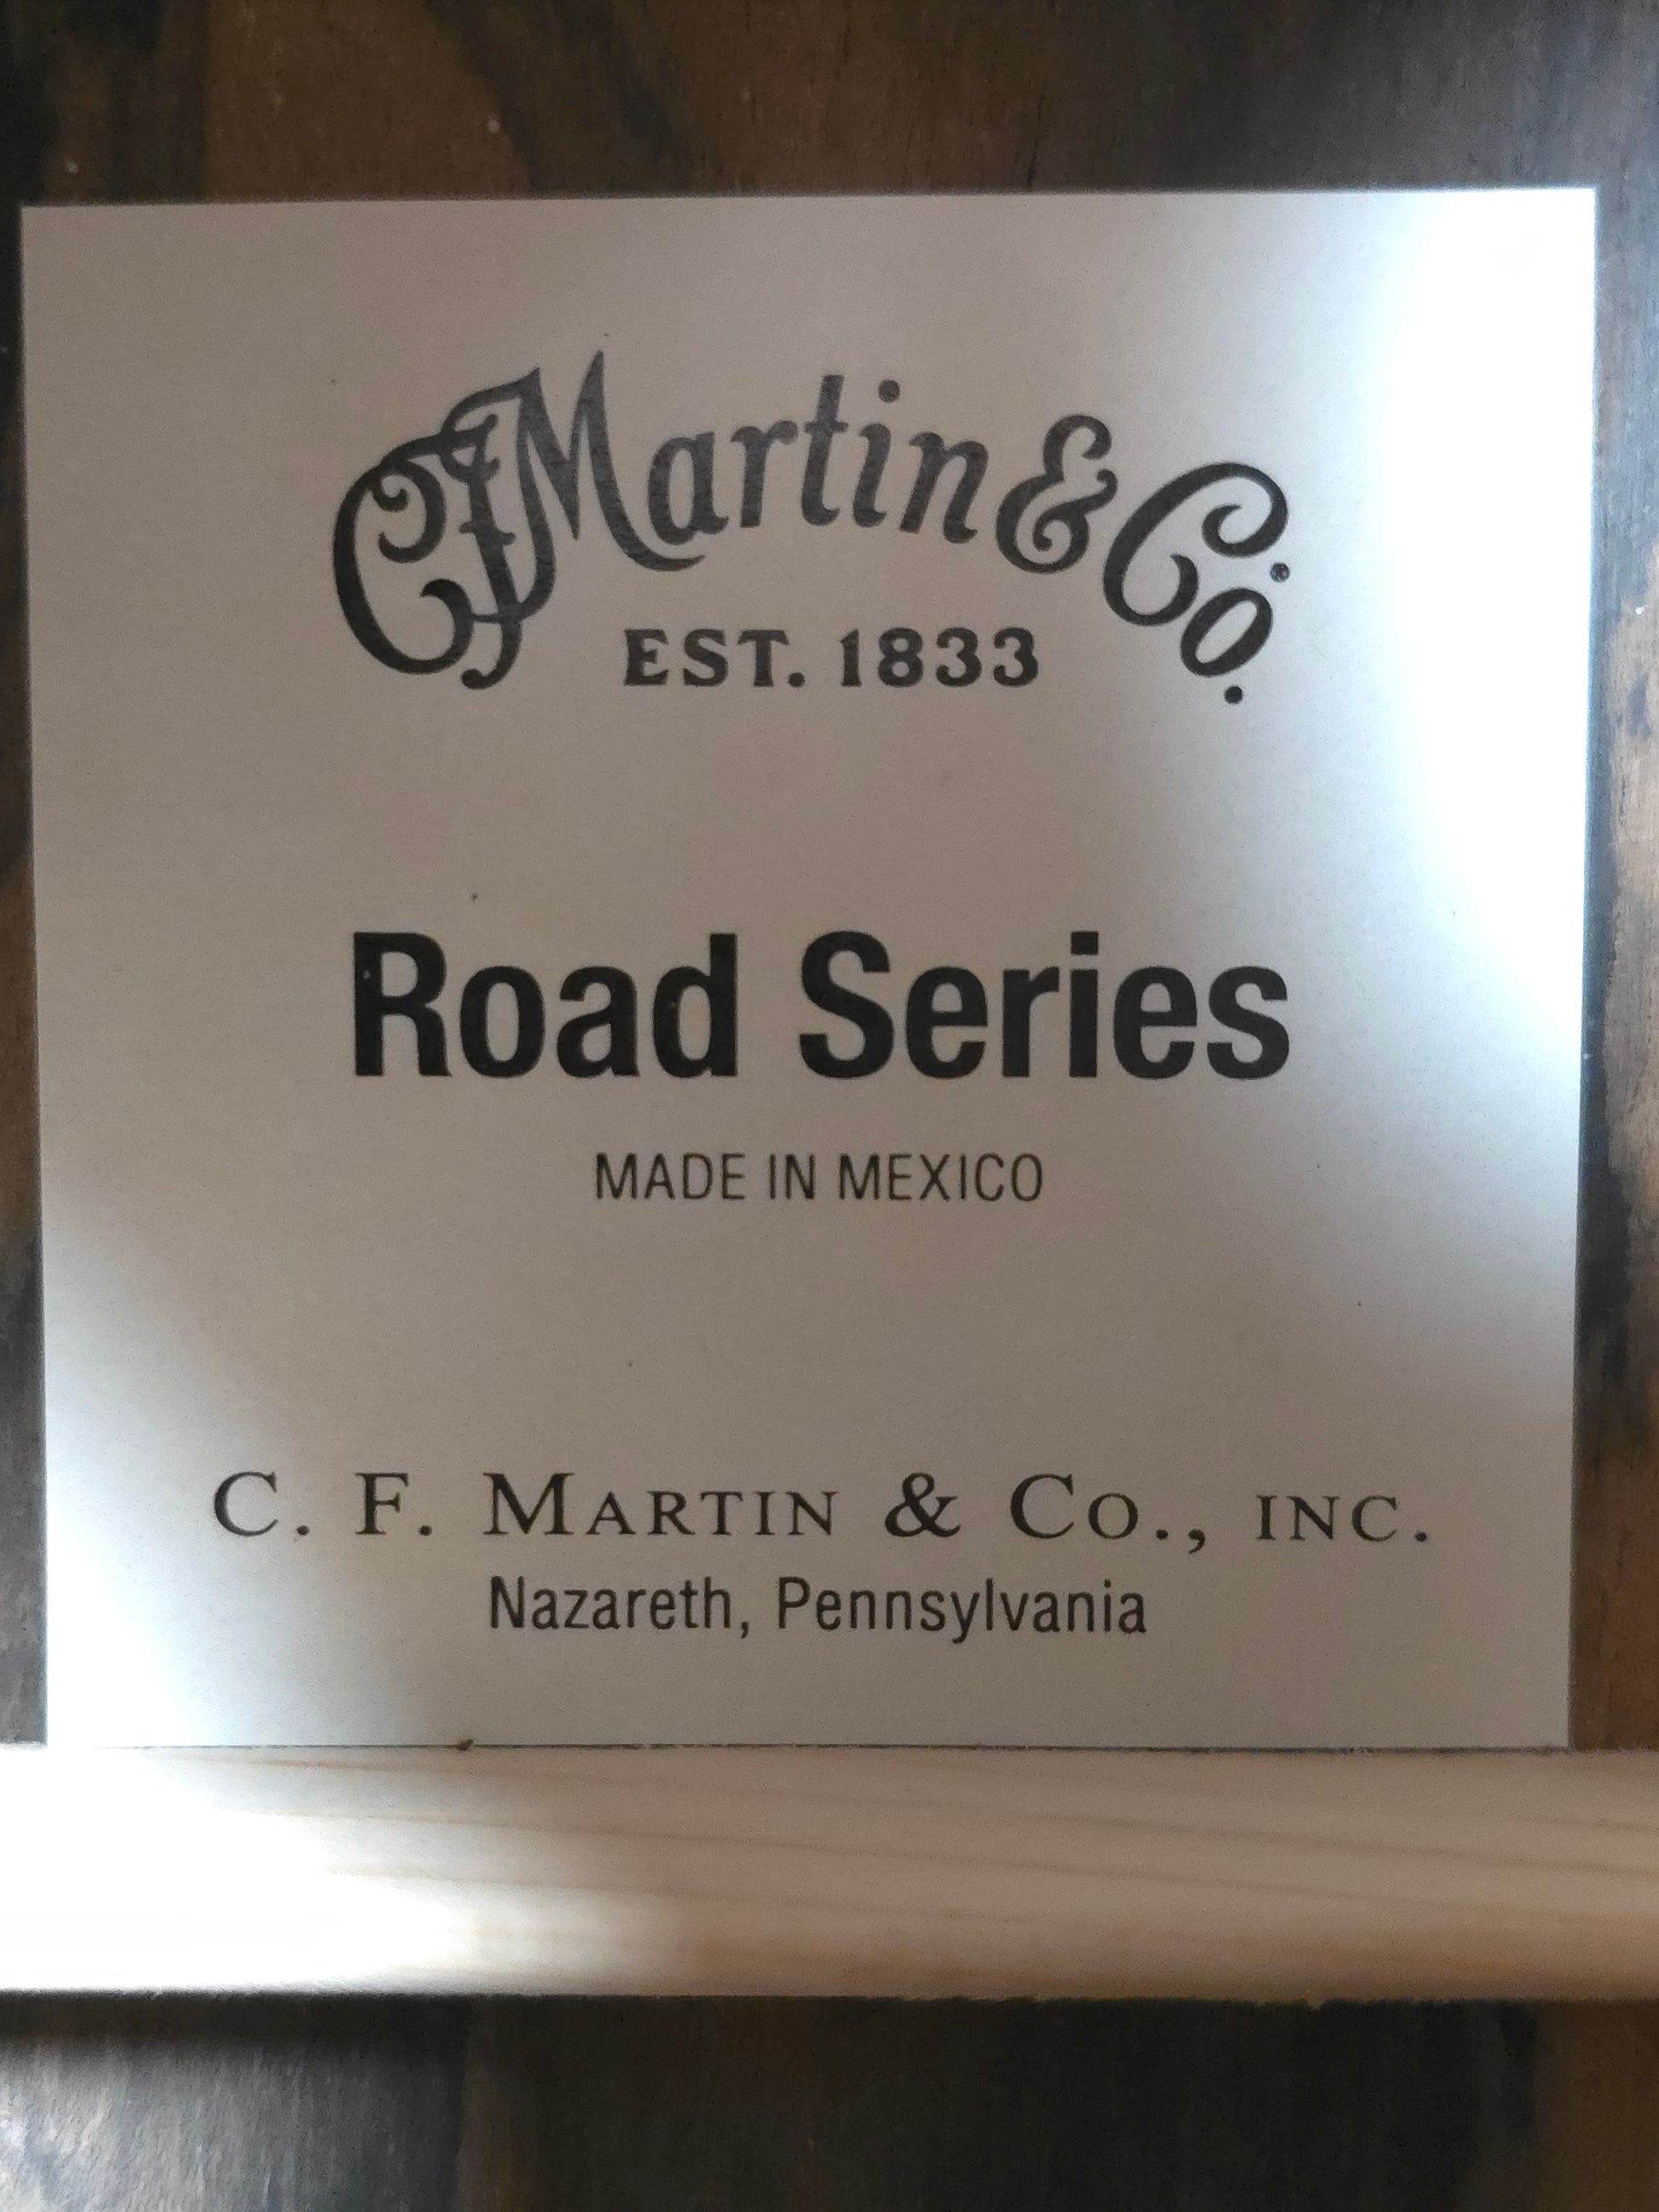 CFMartin & Co.
EST. 1833
Road Series
MADE IN MEXICO
C. F. MARTIN & CO., INC.
Nazareth, Pennsylvania